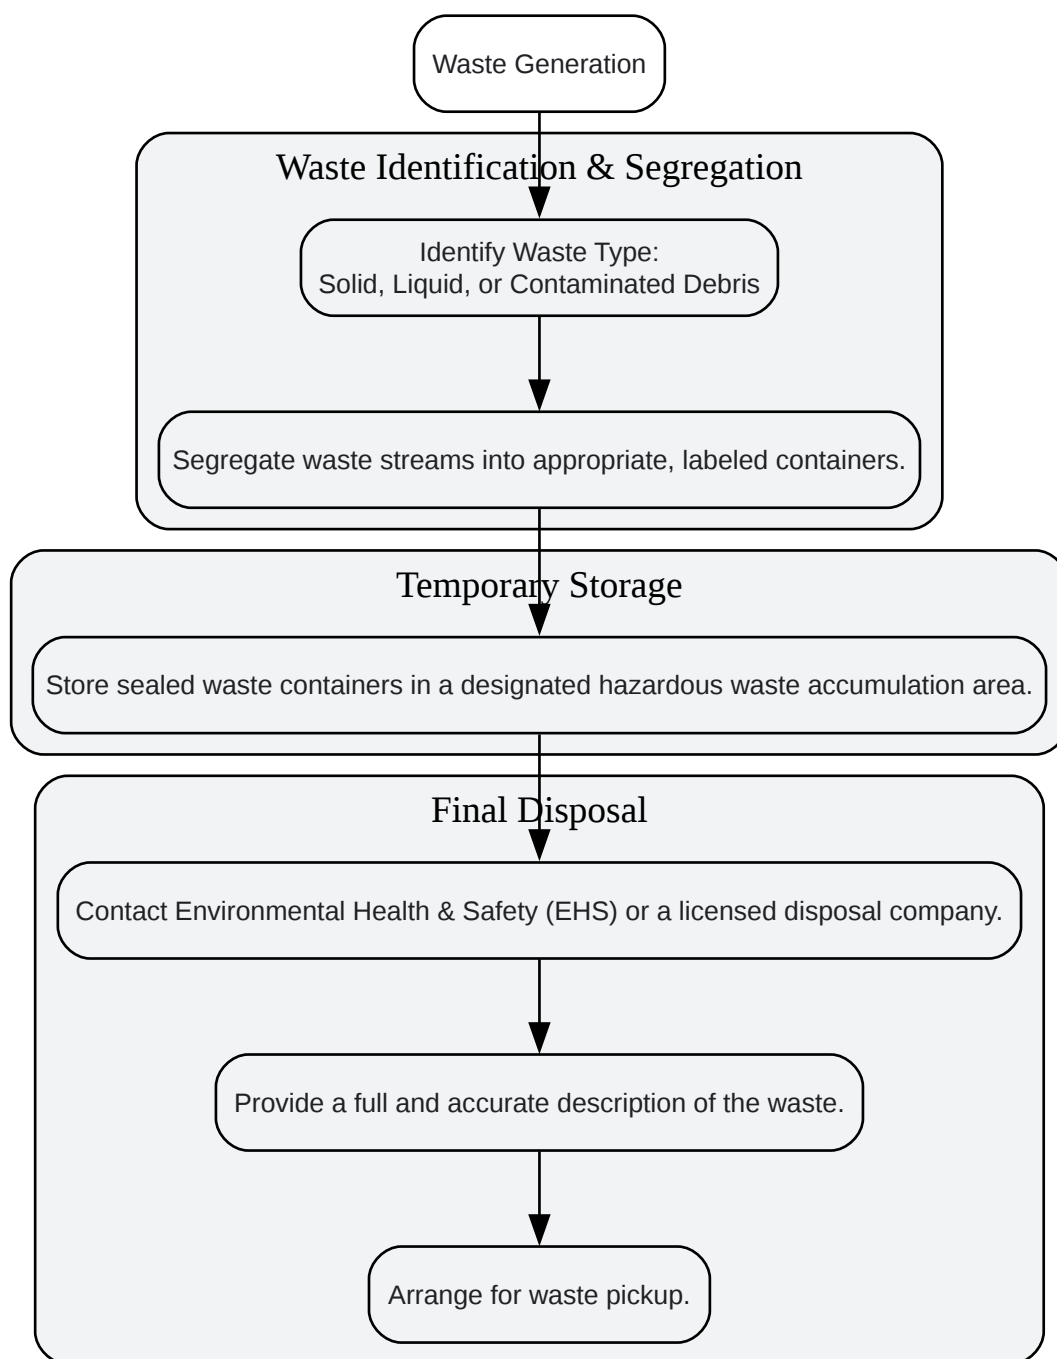 Waste Generation
Waste Identification & Segregation
Identify Waste Type:
Solid, Liquid, or Contaminated Debris
Segregate waste streams into appropriate, labeled containers.
Temporary Storage
Store sealed waste containers in a designated hazardous waste accumulation area.
Final Disposal
Contact Environmental Health & Safety (EHS) or a licensed disposal company.
Provide a full and accurate description of the waste.
Arrange for waste pickup.